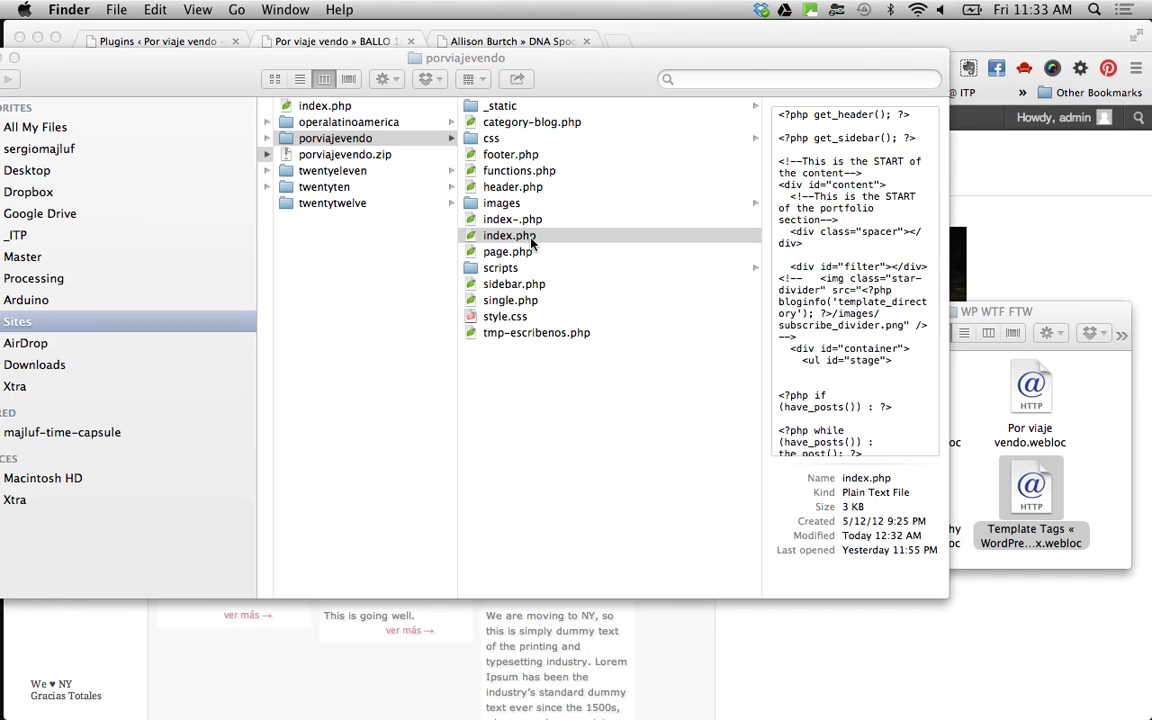 Finder File Edit View Go Window Help Fri 11:33 AM
Plugins ‹ Por viaje vendo — × Por viaje vendo » BALLO 1 × Allison Burtch » DNA Spoo ×
porviajevendo
@ ITP » Other Bookmarks
Howdy, admin
ORITES
All My Files
sergiomajluf
Desktop
Dropbox
Google Drive
_ITP
Master
Processing
Arduino
Sites
AirDrop
Downloads
Xtra
RED
majluf-time-capsule
CES
Macintosh HD
Xtra
index.php
operalatinoamerica
porviajevendo
porviajevendo.zip
twentyeleven
twentyten
twentytwelve
_static
category-blog.php
css
footer.php
functions.php
header.php
images
index-.php
index.php
page.php
scripts
sidebar.php
single.php
style.css
tmp-escribenos.php
<?php get_header(); ?>
<?php get_sidebar(); ?>
<!--This is the START of
the content-->
<div id="content">
<!--This is the START
of the portfolio
section-->
<div class="spacer"></
div>
<div id="filter"></div>
<!-- <img class="star-
divider" src="<?php
bloginfo('template_direct
ory'); ?>/images/
subscribe_divider.png" />
-->
<div id="container">
<ul id="stage">
<?php if
(have_posts()) : ?>
<?php while
(have_posts()) :
the_post(); ?>
Name index.php
Kind Plain Text File
Size 3 KB
Created 5/12/12 9:25 PM
Modified Today 12:32 AM
Last opened Yesterday 11:55 PM
WP WTF FTW
»
HTTP
Por viaje
oc vendo.webloc
HTTP
hy Template Tags «
oc WordPre...x.webloc
ver más →
This is going well.
ver más →
We are moving to NY, so
this is simply dummy text
of the printing and
typesetting industry. Lorem
Ipsum has been the
industry's standard dummy
text ever since the 1500s,
We ♥ NY
Gracias Totales